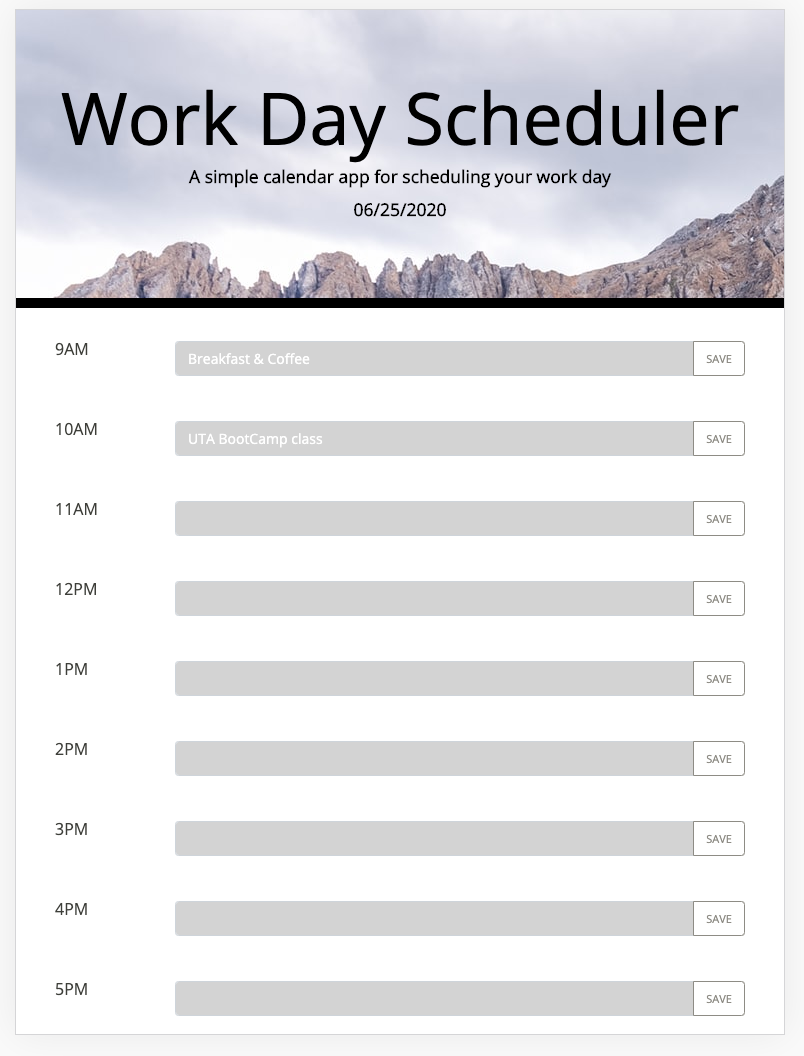 Work Day Scheduler
A simple calendar app for scheduling your work day
06/25/2020
9AM Breakfast & Coffee SAVE
10AM UTA BootCamp class SAVE
11AM SAVE
12PM SAVE
1PM SAVE
2PM SAVE
3PM SAVE
4PM SAVE
5PM SAVE